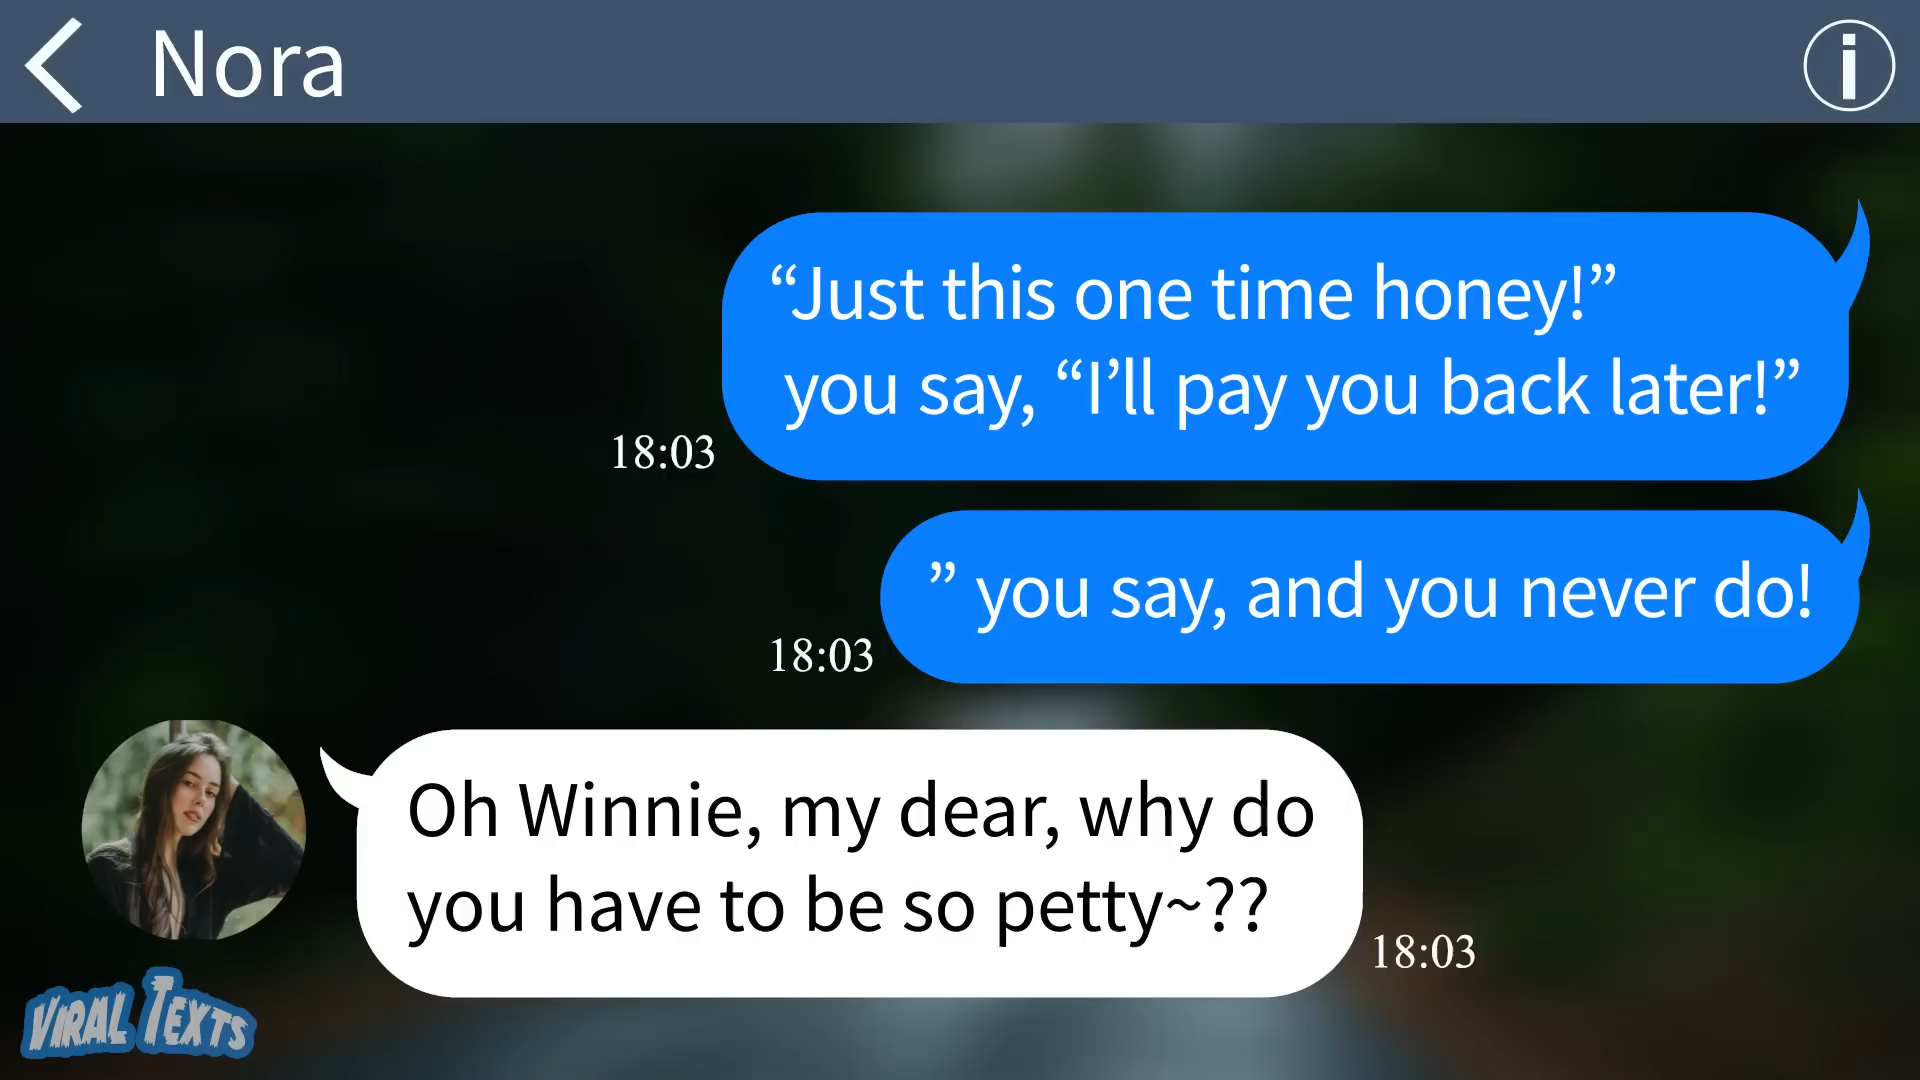 Nora
“Just this one time honey!”
you say, “I’ll pay you back later!”
18:03
” you say, and you never do!
18:03
Oh Winnie, my dear, why do
you have to be so petty~??
18:03
VIRAL TEXTS